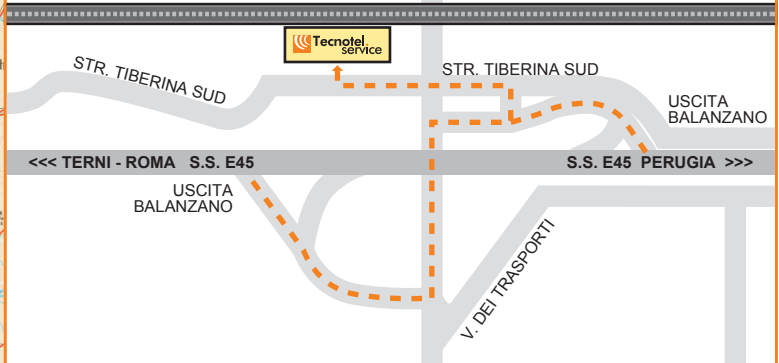 Tecnotel
service
STR. TIBERINA SUD
STR. TIBERINA SUD
USCITA
BALANZANO
<<< TERNI - ROMA S.S. E45
S.S. E45 PERUGIA >>>
USCITA
BALANZANO
V. DEI TRASPORTI